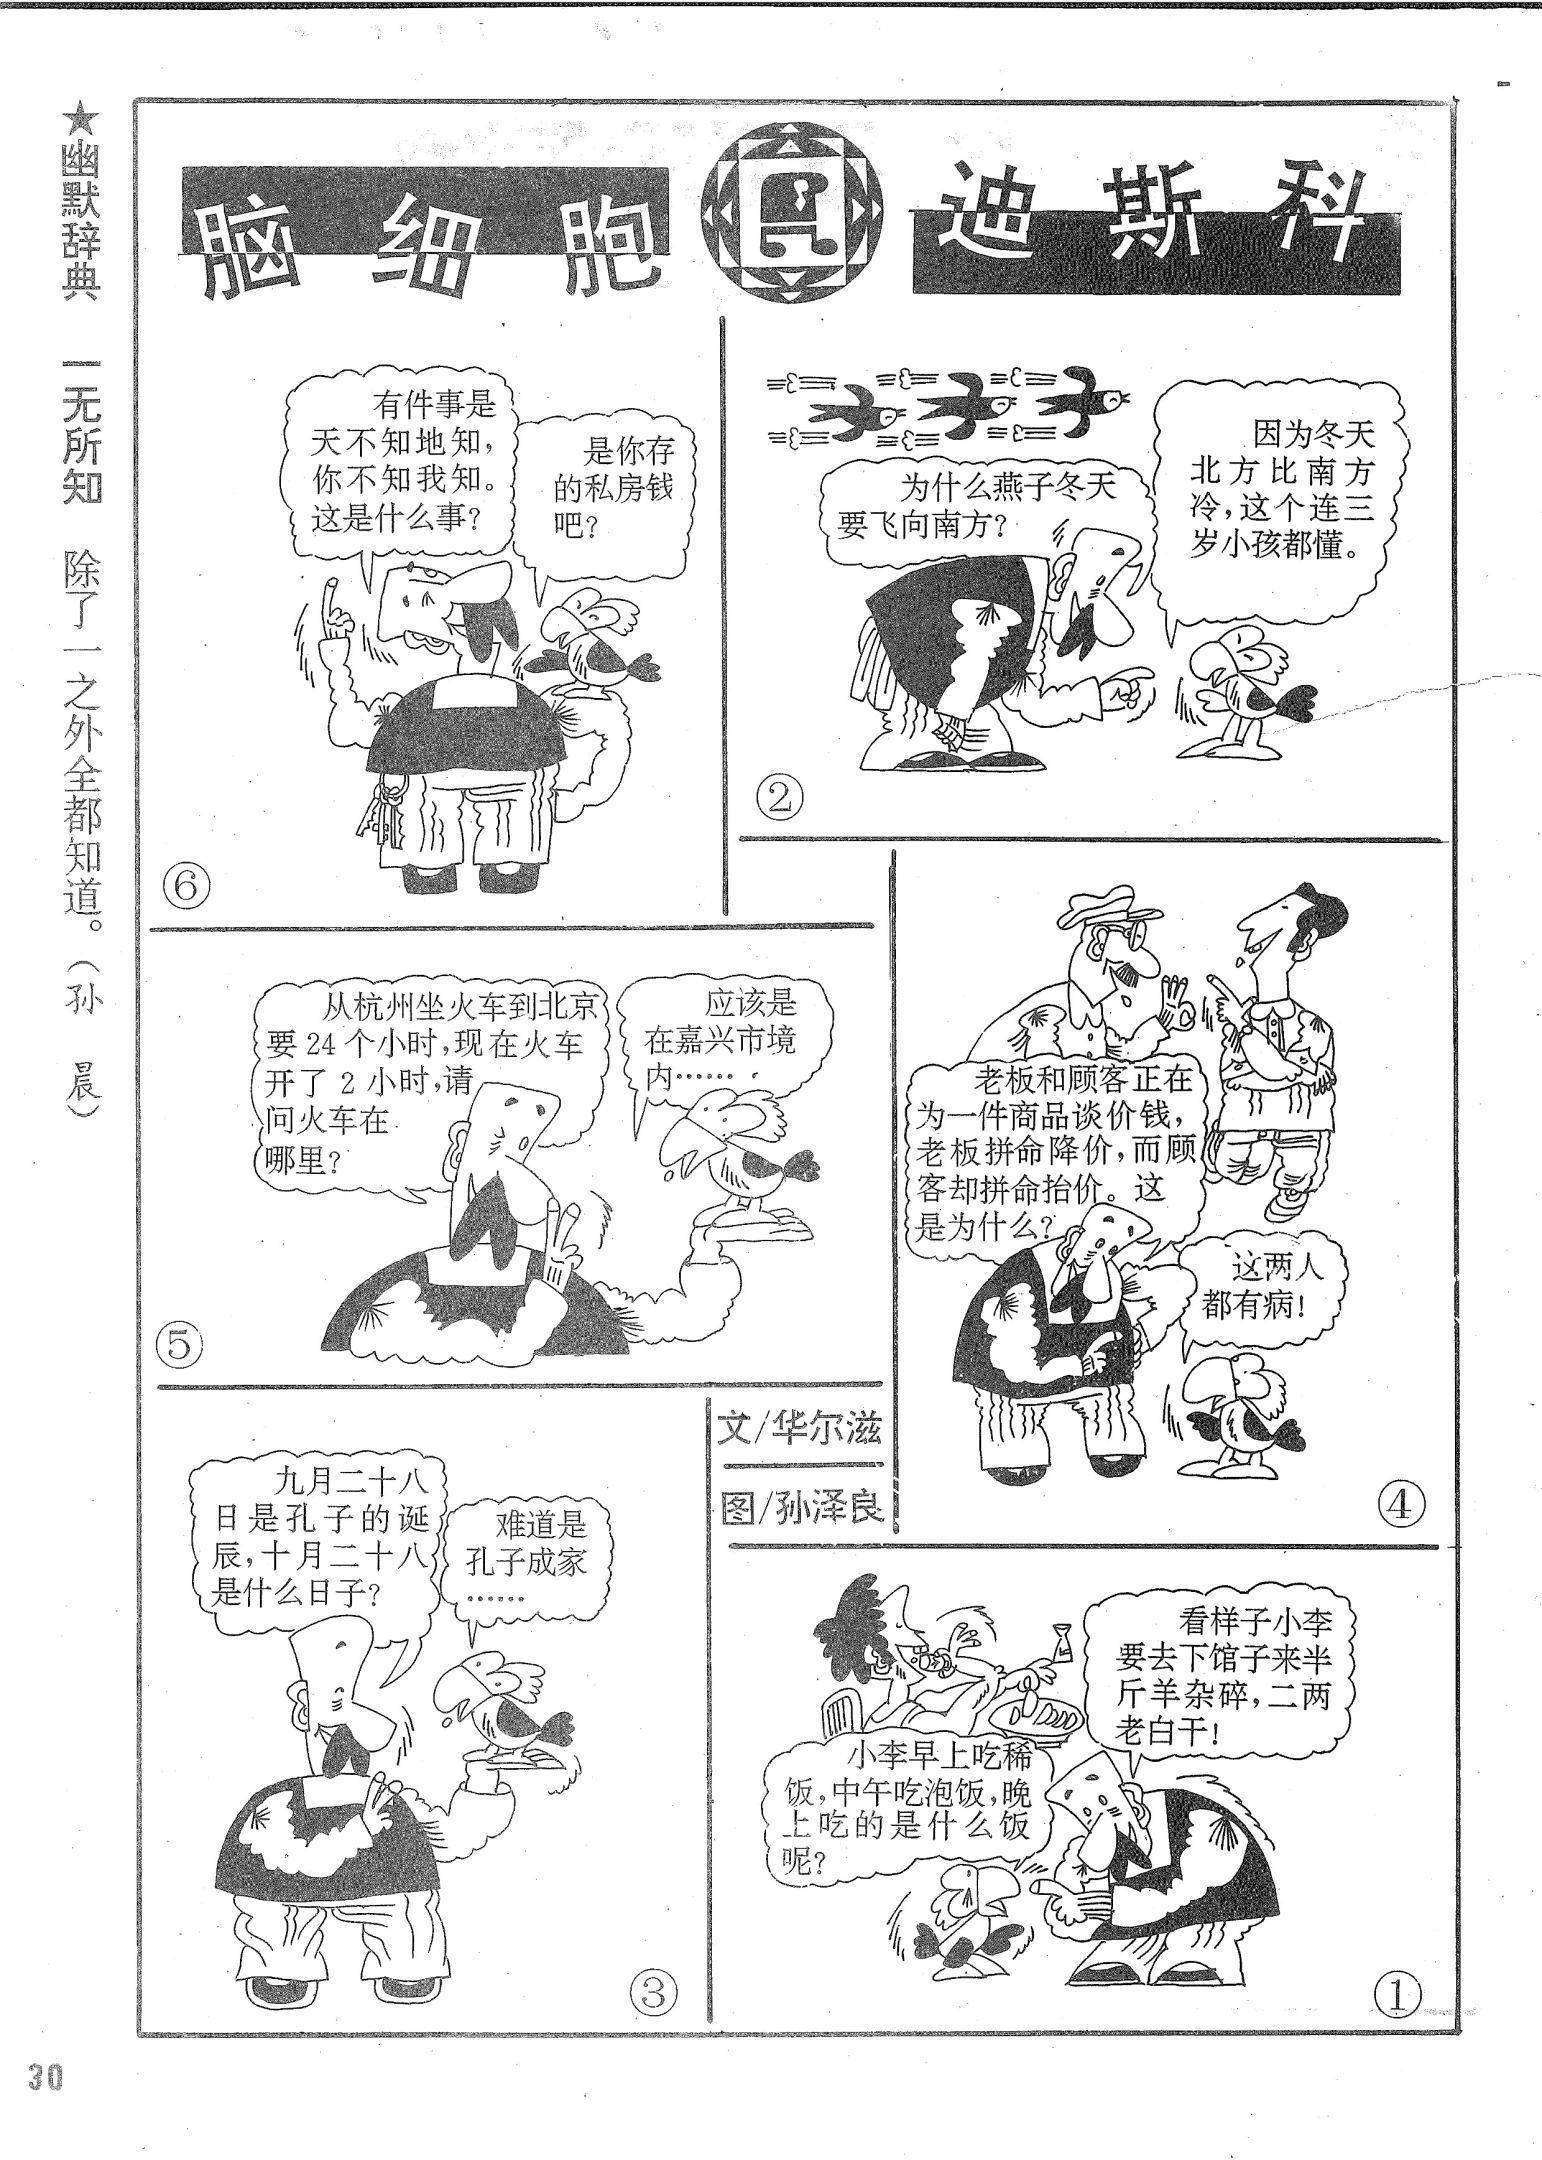 ★幽默辞典　一无所知　除了一之外全都知道。(孙　晨)
脑细胞迪斯科
有件事是
天不知地知,
你不知我知。
这是什么事?
是你存
的私房钱
吧?
⑥
为什么燕子冬天
要飞向南方?
因为冬天
北方比南方
冷,这个连三
岁小孩都懂。
②
从杭州坐火车到北京
要24个小时,现在火车
开了2小时,请
问火车在
哪里?
应该是
在嘉兴市境
内……
⑤
老板和顾客正在
为一件商品谈价钱,
老板拼命降价,而顾
客却拼命抬价。这
是为什么?
这两人
都有病!
④
文/华尔滋
图/孙泽良
九月二十八
日是孔子的诞
辰,十月二十八
是什么日子?
难道是
孔子成家
……
③
看样子小李
要去下馆子来半
斤羊杂碎,二两
老白干!
小李早上吃稀
饭,中午吃泡饭,晚
上吃的是什么饭
呢?
①
30